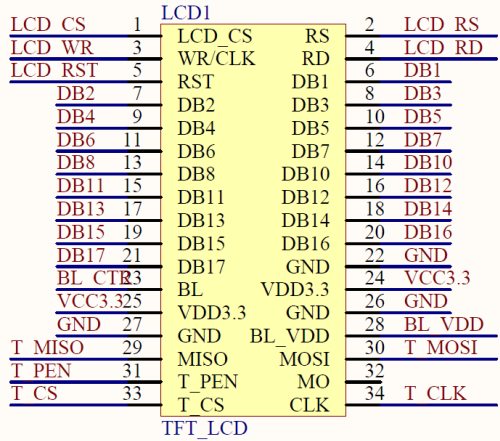 LCD1
LCD_CS 1 LCD_CS RS 2 LCD_RS
LCD_WR 3 WR/CLK RD 4 LCD_RD
LCD_RST 5 RST DB1 6 DB1
DB2 7 DB2 DB3 8 DB3
DB4 9 DB4 DB5 10 DB5
DB6 11 DB6 DB7 12 DB7
DB8 13 DB8 DB10 14 DB10
DB11 15 DB11 DB12 16 DB12
DB13 17 DB13 DB14 18 DB14
DB15 19 DB15 DB16 20 DB16
DB17 21 DB17 GND 22 GND
BL_CTR 23 BL VDD3.3 24 VCC3.3
VCC3.3 25 VDD3.3 GND 26 GND
GND 27 GND BL_VDD 28 BL_VDD
T_MISO 29 MISO MOSI 30 T_MOSI
T_PEN 31 T_PEN MO 32
T_CS 33 T_CS CLK 34 T_CLK
TFT_LCD